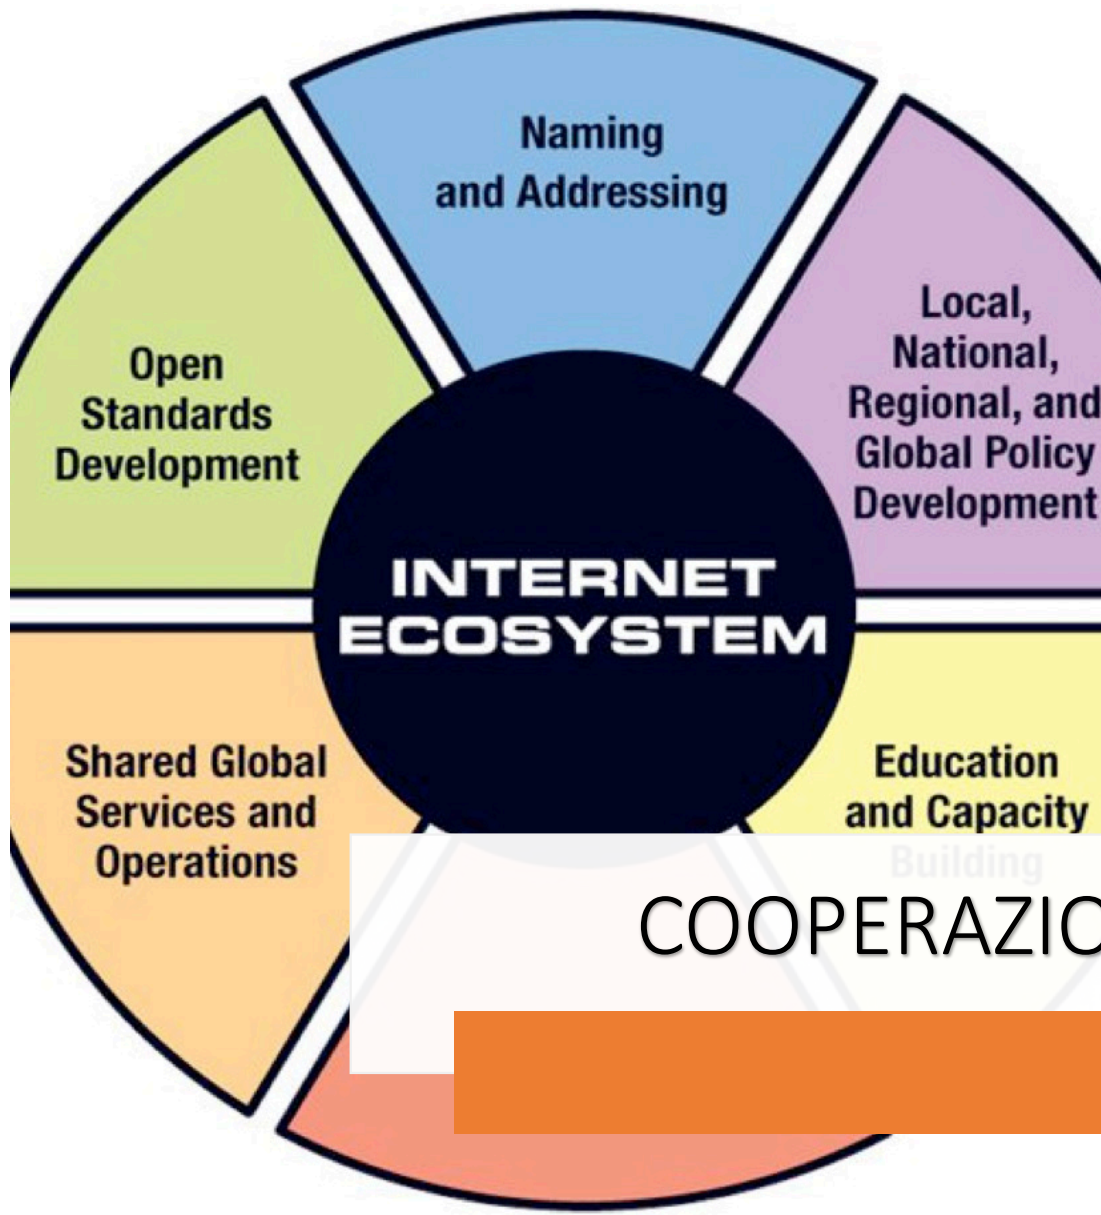 Naming
and Addressing
Local,
National,
Regional, and
Global Policy
Development
Open
Standards
Development
INTERNET
ECOSYSTEM
Shared Global
Services and
Operations
Education
and Capacity
Building
COOPERAZIO